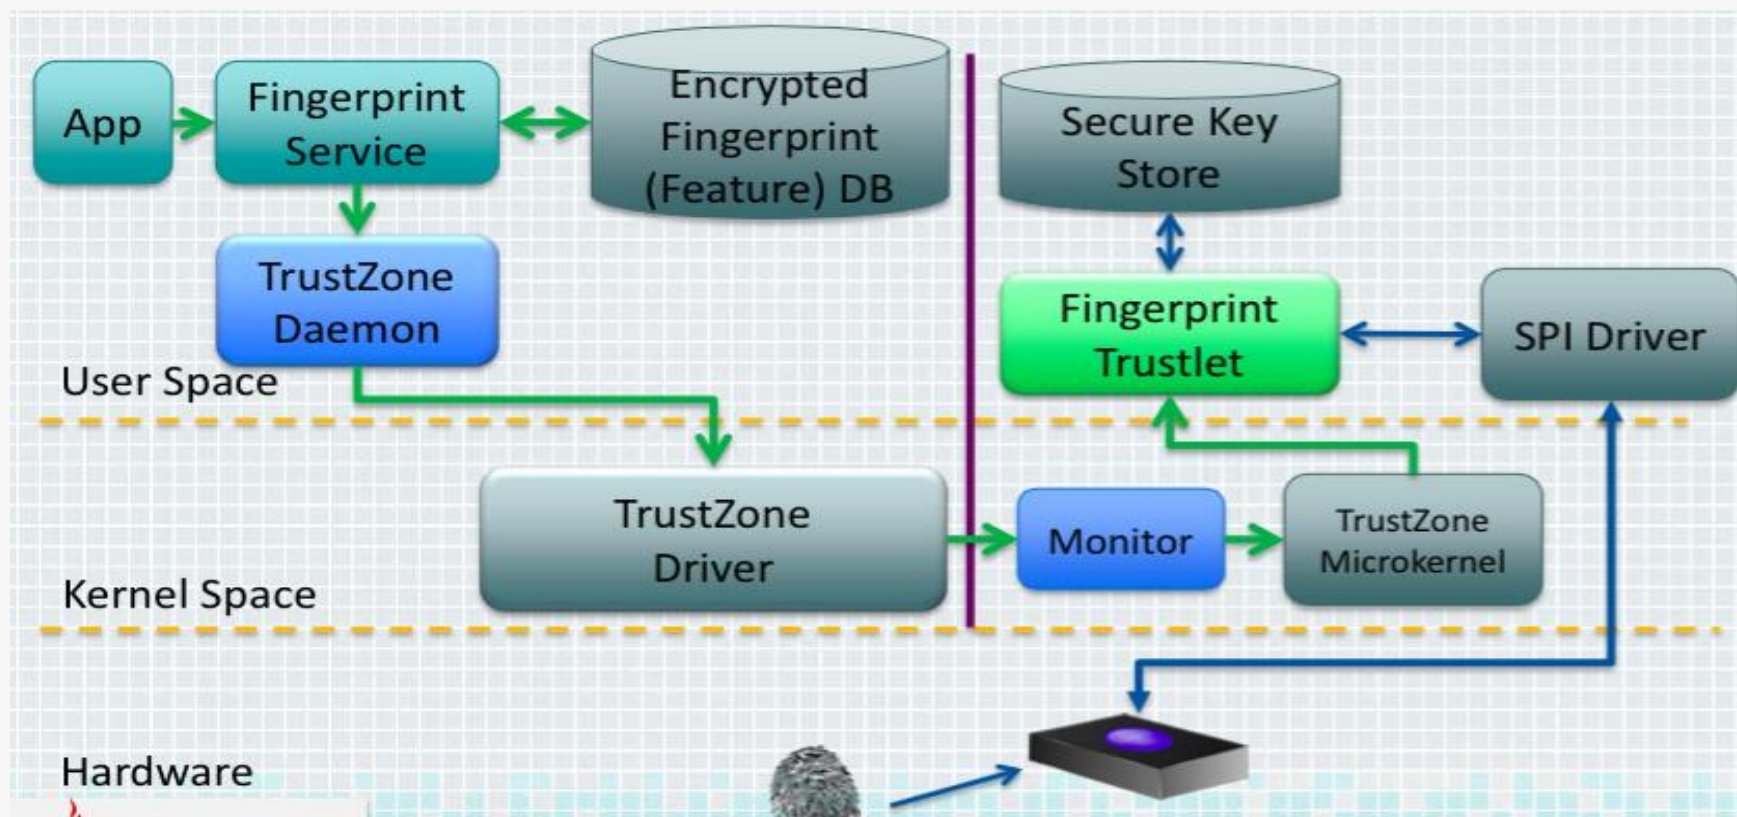 App
Fingerprint
Service
Encrypted
Fingerprint
(Feature) DB
Secure Key
Store
TrustZone
Daemon
Fingerprint
Trustlet
SPI Driver
User Space
TrustZone
Driver
Monitor
TrustZone
Microkernel
Kernel Space
Hardware